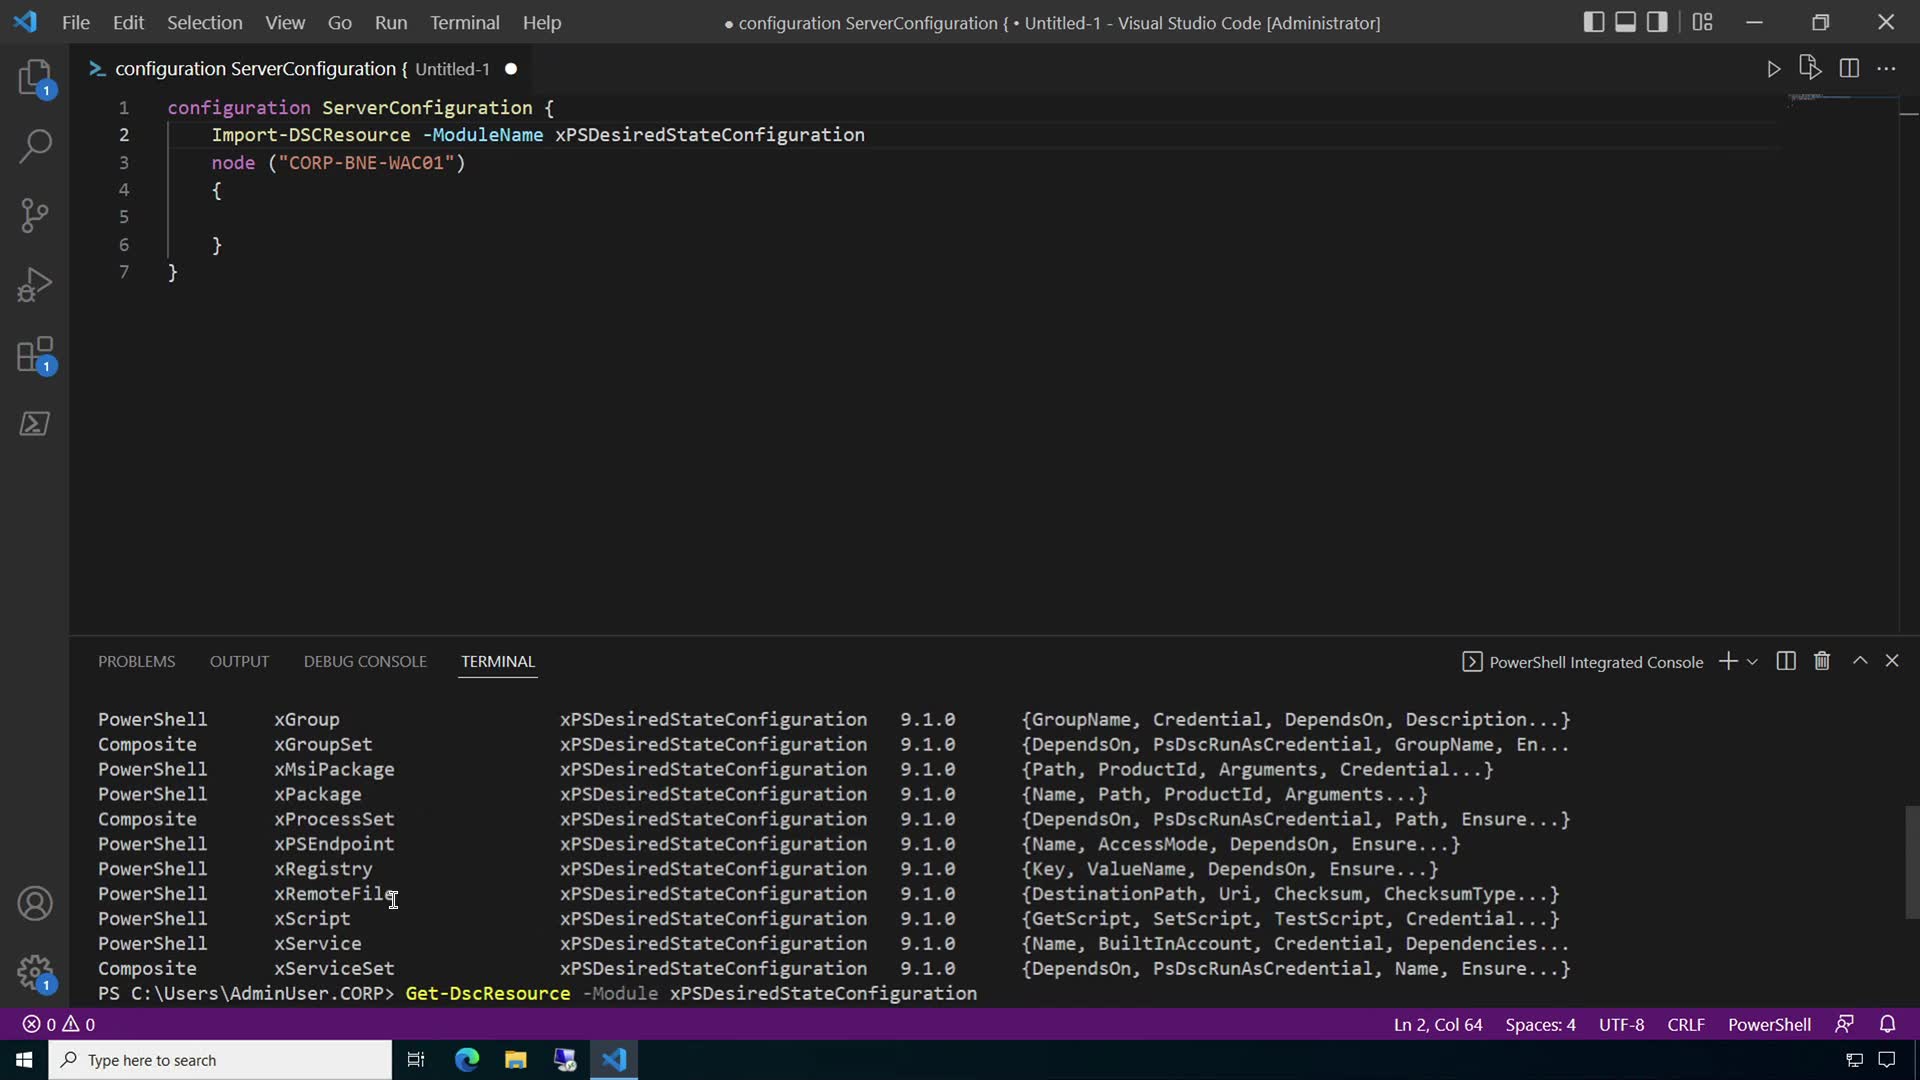 File Edit Selection View Go Run Terminal Help ● configuration ServerConfiguration { • Untitled-1 - Visual Studio Code [Administrator]
configuration ServerConfiguration { Untitled-1 ●
1 configuration ServerConfiguration {
2 Import-DSCResource -ModuleName xPSDesiredStateConfiguration
3 node ("CORP-BNE-WAC01")
4 {
5
6 }
7 }
1
1
1
PROBLEMS OUTPUT DEBUG CONSOLE TERMINAL PowerShell Integrated Console
PowerShell xGroup xPSDesiredStateConfiguration 9.1.0 {GroupName, Credential, DependsOn, Description...}
Composite xGroupSet xPSDesiredStateConfiguration 9.1.0 {DependsOn, PsDscRunAsCredential, GroupName, En...
PowerShell xMsiPackage xPSDesiredStateConfiguration 9.1.0 {Path, ProductId, Arguments, Credential...}
PowerShell xPackage xPSDesiredStateConfiguration 9.1.0 {Name, Path, ProductId, Arguments...}
Composite xProcessSet xPSDesiredStateConfiguration 9.1.0 {DependsOn, PsDscRunAsCredential, Path, Ensure...}
PowerShell xPSEndpoint xPSDesiredStateConfiguration 9.1.0 {Name, AccessMode, DependsOn, Ensure...}
PowerShell xRegistry xPSDesiredStateConfiguration 9.1.0 {Key, ValueName, DependsOn, Ensure...}
PowerShell xRemoteFile xPSDesiredStateConfiguration 9.1.0 {DestinationPath, Uri, Checksum, ChecksumType...}
PowerShell xScript xPSDesiredStateConfiguration 9.1.0 {GetScript, SetScript, TestScript, Credential...}
PowerShell xService xPSDesiredStateConfiguration 9.1.0 {Name, BuiltInAccount, Credential, Dependencies...
Composite xServiceSet xPSDesiredStateConfiguration 9.1.0 {DependsOn, PsDscRunAsCredential, Name, Ensure...}
PS C:\Users\AdminUser.CORP> Get-DscResource -Module xPSDesiredStateConfiguration
0 0 Ln 2, Col 64 Spaces: 4 UTF-8 CRLF PowerShell
Type here to search